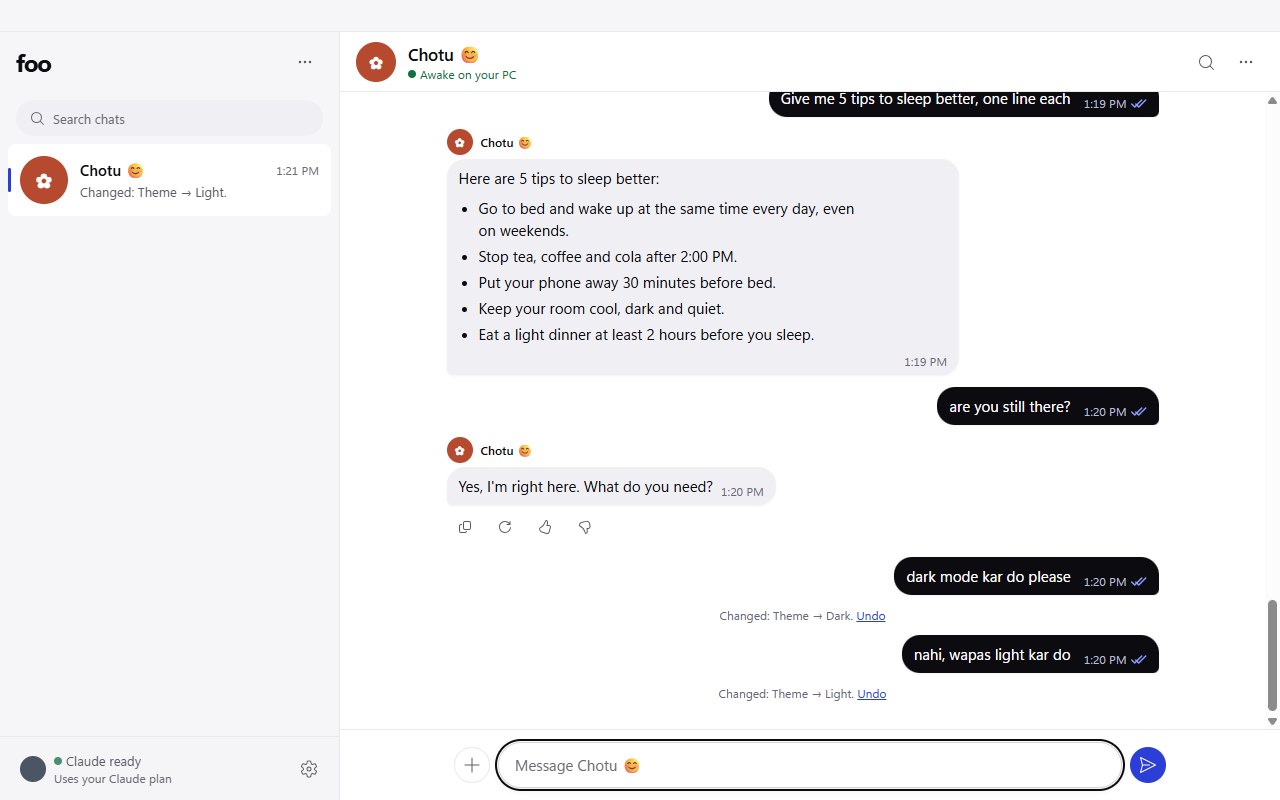 foo
Search chats
Chotu 😊 1:21 PM
Changed: Theme → Light.
Claude ready
Uses your Claude plan
Chotu 😊
Awake on your PC
Give me 5 tips to sleep better, one line each 1:19 PM
Chotu 😊
Here are 5 tips to sleep better:
• Go to bed and wake up at the same time every day, even
on weekends.
• Stop tea, coffee and cola after 2:00 PM.
• Put your phone away 30 minutes before bed.
• Keep your room cool, dark and quiet.
• Eat a light dinner at least 2 hours before you sleep.
1:19 PM
are you still there? 1:20 PM
Chotu 😊
Yes, I'm right here. What do you need? 1:20 PM
dark mode kar do please 1:20 PM
Changed: Theme → Dark. Undo
nahi, wapas light kar do 1:20 PM
Changed: Theme → Light. Undo
Message Chotu 😊